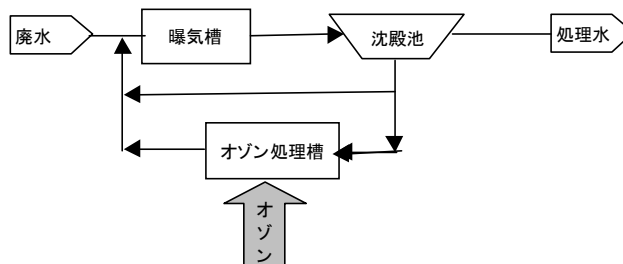 廃水
曝気槽
沈殿池
処理水
オゾン処理槽
オゾン